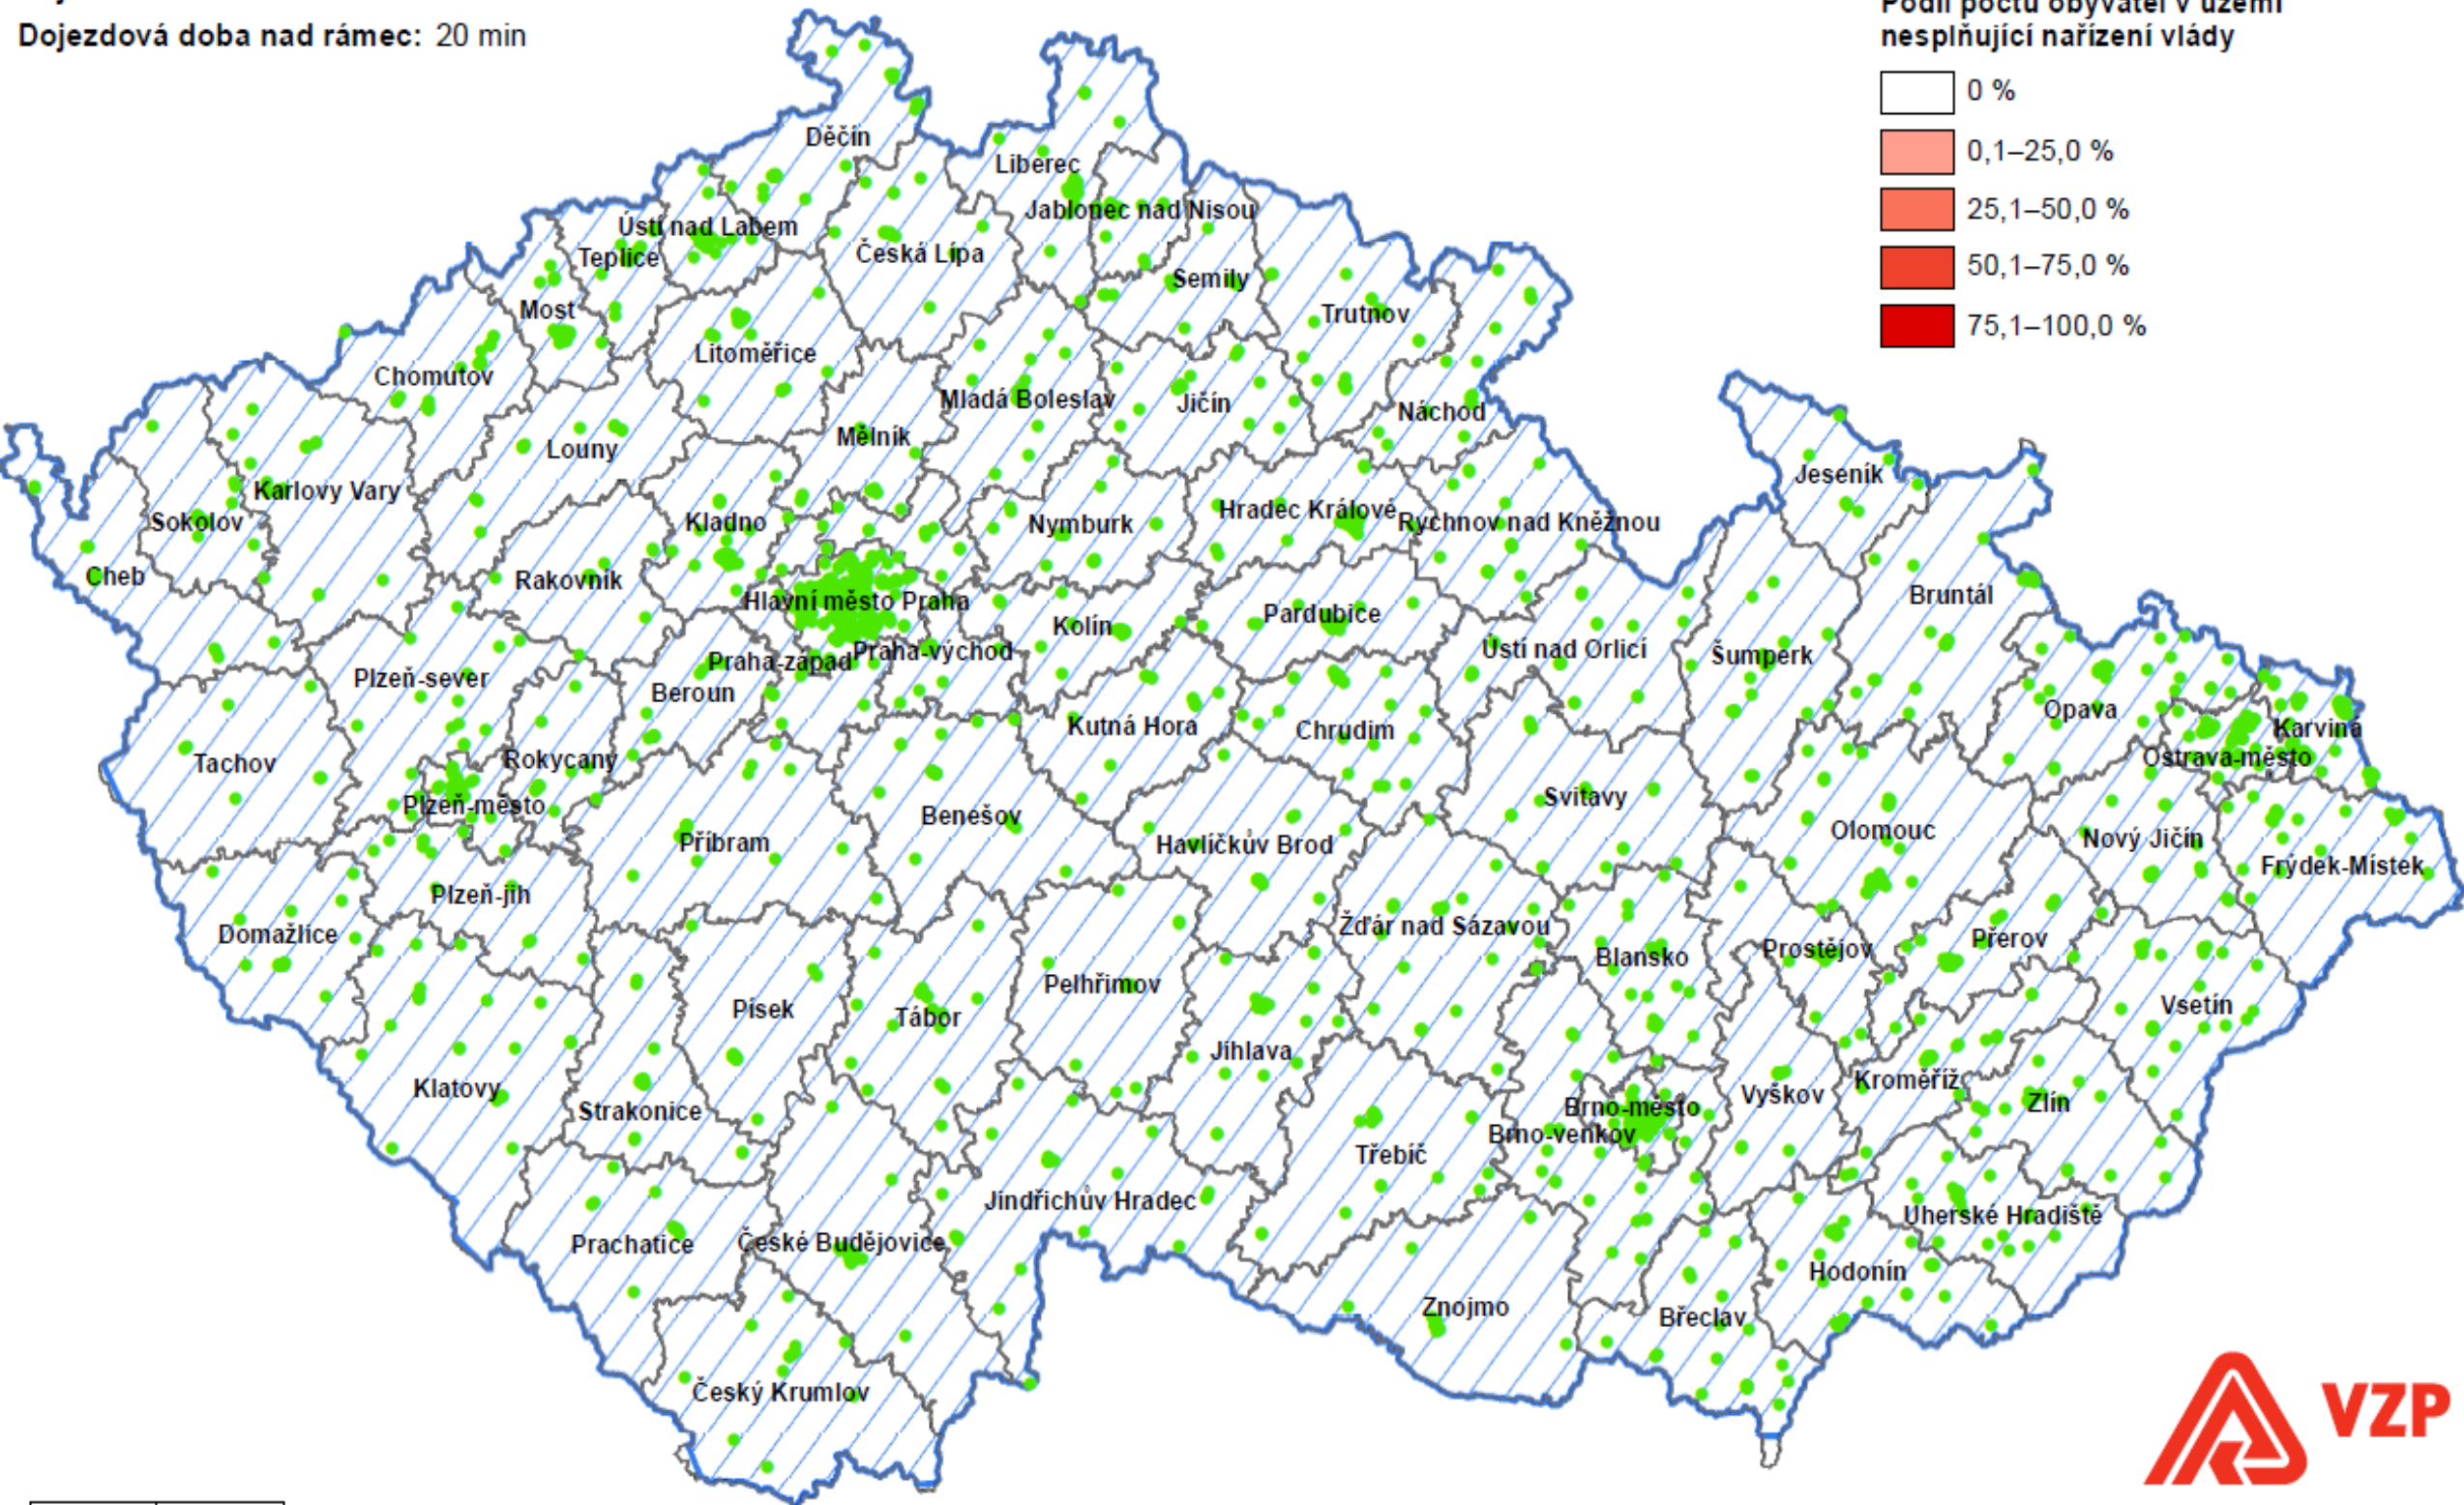 Dojezdová doba nad rámec: 20 min
Podíl počtu obyvatel v území
nesplňující nařízení vlády
0 %
0,1–25,0 %
25,1–50,0 %
50,1–75,0 %
75,1–100,0 %
Děčín
Liberec
Jablonec nad Nisou
Ústí nad Labem
Teplice
Česká Lípa
Semily
Most
Trutnov
Litoměřice
Chomutov
Mladá Boleslav
Jičín
Náchod
Mělník
Louny
Jeseník
Karlovy Vary
Sokolov
Kladno
Nymburk
Hradec Králové
Rychnov nad Kněžnou
Cheb
Rakovník
Hlavní město Praha
Bruntál
Kolín
Pardubice
Praha-západ
Praha-východ
Ústí nad Orlicí
Šumperk
Plzeň-sever
Beroun
Opava
Kutná Hora
Chrudim
Karviná
Tachov
Rokycany
Ostrava-město
Plzeň-město
Svitavy
Benešov
Příbram
Havlíčkův Brod
Olomouc
Nový Jičín
Frýdek-Místek
Plzeň-jih
Domažlice
Žďár nad Sázavou
Blansko
Prostějov
Přerov
Pelhřimov
Písek
Tábor
Vsetín
Jihlava
Klatovy
Strakonice
Vyškov
Kroměříž
Zlín
Brno-město
Brno-venkov
Třebíč
Jindřichův Hradec
Uherské Hradiště
Prachatice
České Budějovice
Hodonín
Znojmo
Břeclav
Český Krumlov
VZP